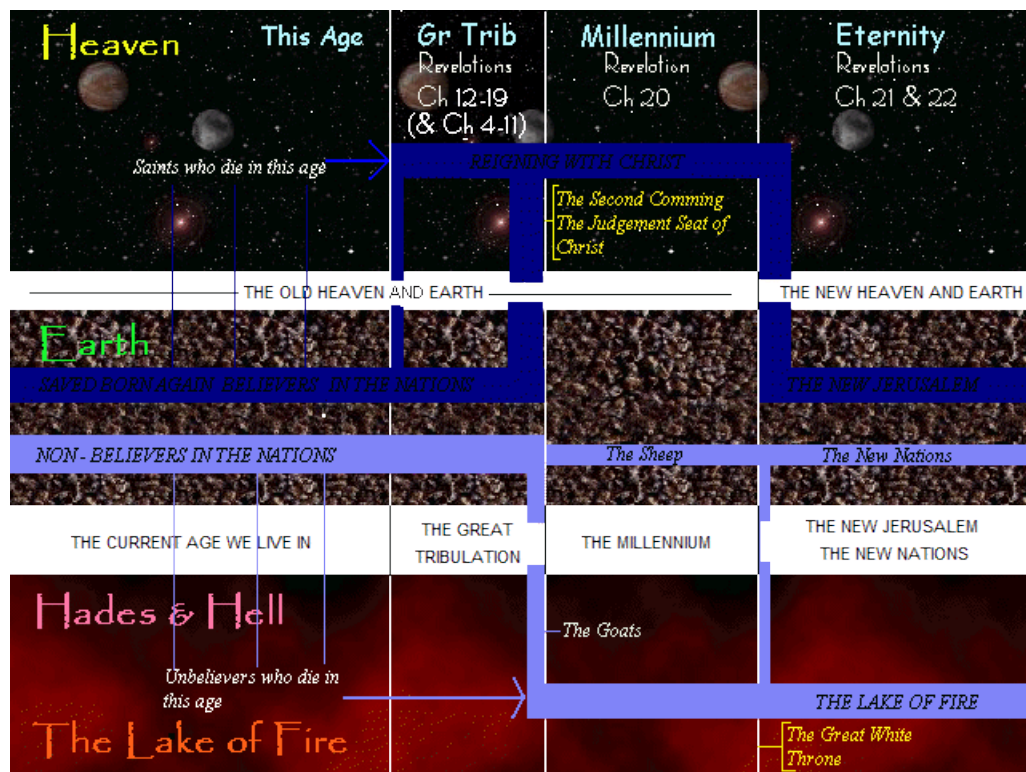 Heaven
This Age
Gr Trib
Revelations
Ch 12-19
(& Ch 4-11)
Millennium
Revelation
Ch 20
Eternity
Revelations
Ch 21 & 22
Saints who die in this age
REIGNING WITH CHRIST
The Second Comming
The Judgement Seat of
Christ
THE OLD HEAVEN AND EARTH
THE NEW HEAVEN AND EARTH
Earth
SAVED BORN AGAIN BELIEVERS IN THE NATIONS
THE NEW JERUSALEM
NON - BELIEVERS IN THE NATIONS
The Sheep
The New Nations
THE CURRENT AGE WE LIVE IN
THE GREAT
TRIBULATION
THE MILLENNIUM
THE NEW JERUSALEM
THE NEW NATIONS
Hades & Hell
The Goats
Unbelievers who die in
this age
THE LAKE OF FIRE
The Lake of Fire
The Great White
Throne